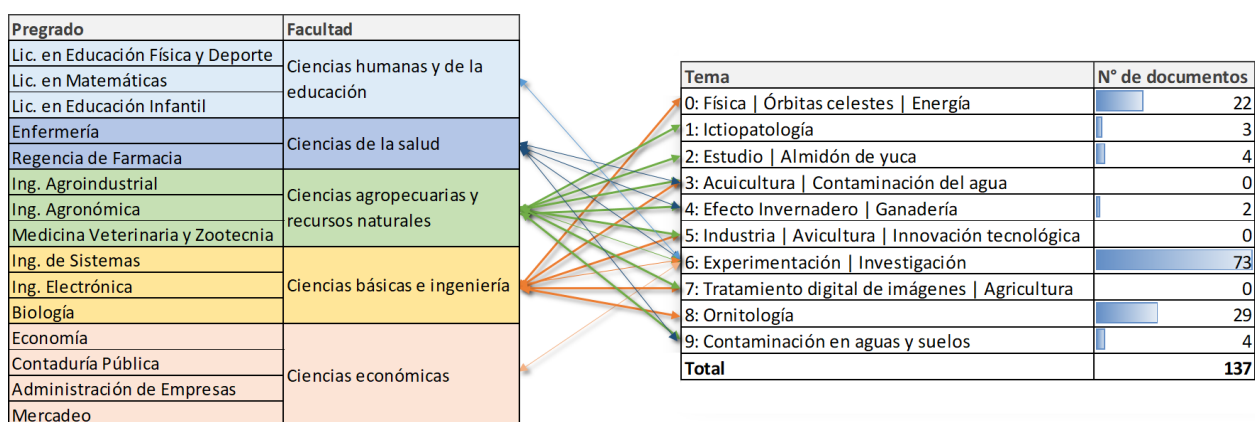 Pregrado Facultad
Lic. en Educación Física y Deporte
Lic. en Matemáticas
Lic. en Educación Infantil
Ciencias humanas y de la
educación
Enfermería
Regencia de Farmacia
Ciencias de la salud
Ing. Agroindustrial
Ing. Agronómica
Medicina Veterinaria y Zootecnia
Ciencias agropecuarias y
recursos naturales
Ing. de Sistemas
Ing. Electrónica
Biología
Ciencias básicas e ingeniería
Economía
Contaduría Pública
Administración de Empresas
Mercadeo
Ciencias económicas
Tema N° de documentos
0: Física | Órbitas celestes | Energía 22
1: Ictiopatología 3
2: Estudio | Almidón de yuca 4
3: Acuicultura | Contaminación del agua 0
4: Efecto Invernadero | Ganadería 2
5: Industria | Avicultura | Innovación tecnológica 0
6: Experimentación | Investigación 73
7: Tratamiento digital de imágenes | Agricultura 0
8: Ornitología 29
9: Contaminación en aguas y suelos 4
Total 137